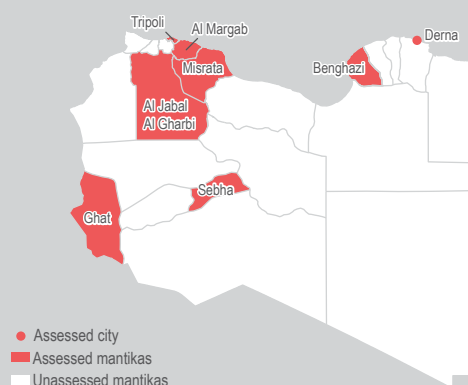 Tripoli
Al Margab
Derna
Misrata
Benghazi
Al Jabal
Al Gharbi
Sebha
Ghat
Assessed city
Assessed mantikas
Unassessed mantikas